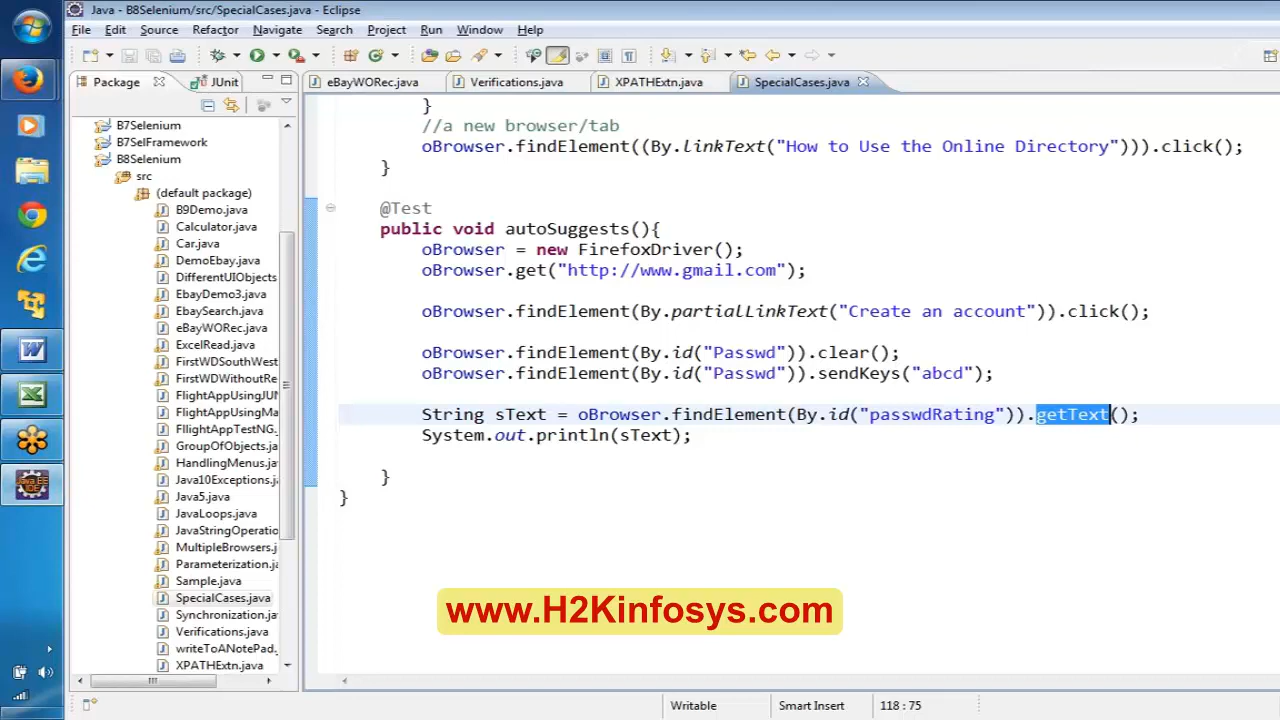 Java - B8Selenium/src/SpecialCases.java - Eclipse
File Edit Source Refactor Navigate Search Project Run Window Help
Package JUnit eBayWORec.java Verifications.java XPATHExtn.java SpecialCases.java
B7Selenium
B7SelFramework
B8Selenium
src
(default package)
B9Demo.java
Calculator.java
Car.java
DemoEbay.java
DifferentUIObjects
EbayDemo3.java
EbaySearch.java
eBayWORec.java
ExcelRead.java
FirstWDSouthWest
FirstWDWithoutRe
FlightAppUsingJUN
FlightAppUsingMa
FllightAppTestNG.
GroupOfObjects.j
HandlingMenus.ja
Java10Exceptions.j
Java5.java
JavaLoops.java
JavaStringOperatio
MultipleBrowsers.j
Parameterization.ja
Sample.java
SpecialCases.java
Synchronization.ja
Verifications.java
writeToANotePad.
XPATHExtn.java
}
//a new browser/tab
oBrowser.findElement((By.linkText("How to Use the Online Directory"))).click();
}
@Test
public void autoSuggests(){
oBrowser = new FirefoxDriver();
oBrowser.get("http://www.gmail.com");
oBrowser.findElement(By.partialLinkText("Create an account")).click();
oBrowser.findElement(By.id("Passwd")).clear();
oBrowser.findElement(By.id("Passwd")).sendKeys("abcd");
String sText = oBrowser.findElement(By.id("passwdRating")).getText();
System.out.println(sText);
}
}
www.H2Kinfosys.com
Writable Smart Insert 118 : 75
Java EE
IDE